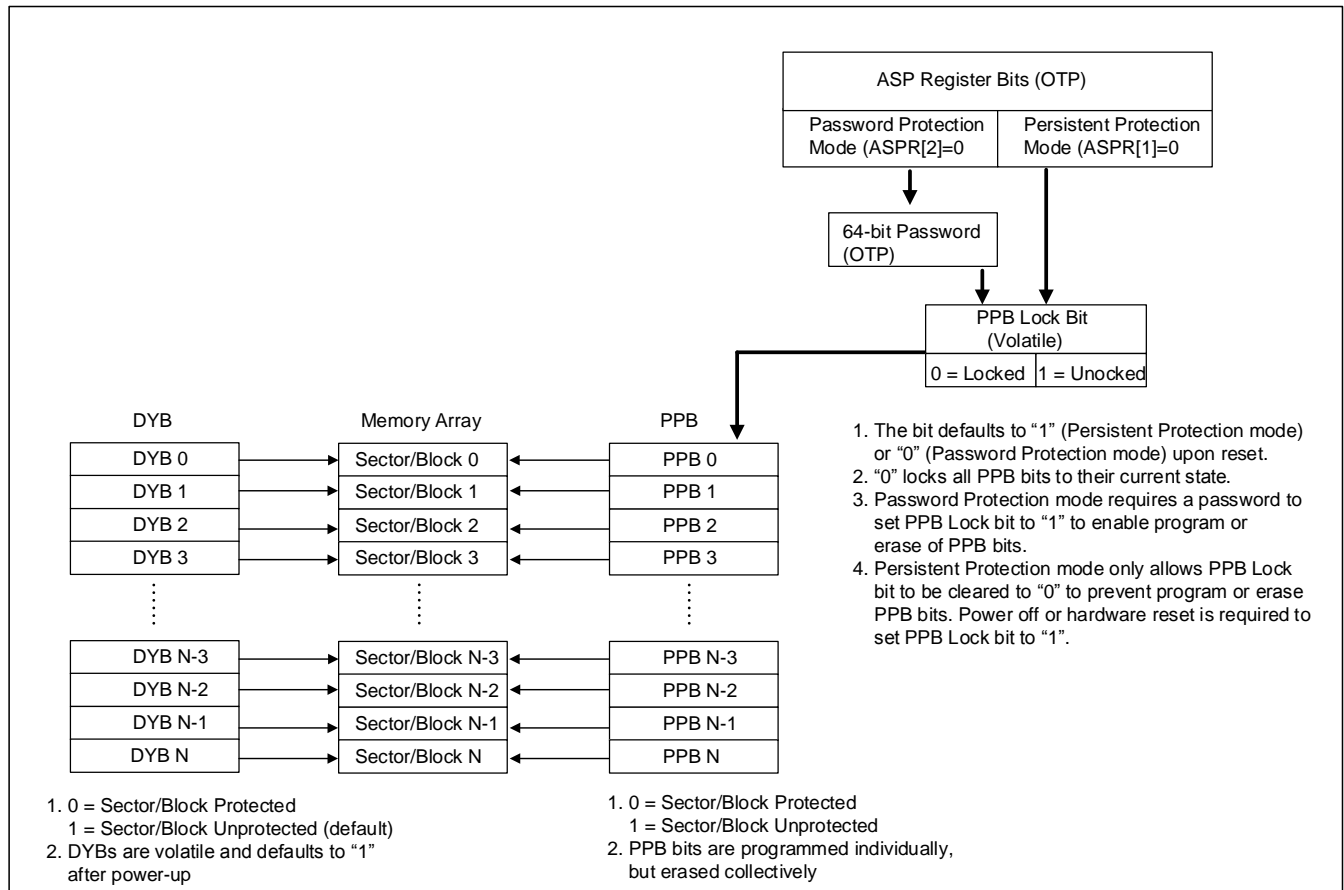 ASP Register Bits (OTP)
Password Protection
Mode (ASPR[2]=0
Persistent Protection
Mode (ASPR[1]=0
64-bit Password
(OTP)
PPB Lock Bit
(Volatile)
0 = Locked
1 = Unocked
1. The bit defaults to “1” (Persistent Protection mode)
or “0” (Password Protection mode) upon reset.
2. “0” locks all PPB bits to their current state.
3. Password Protection mode requires a password to
set PPB Lock bit to “1” to enable program or
erase of PPB bits.
4. Persistent Protection mode only allows PPB Lock
bit to be cleared to “0” to prevent program or erase
PPB bits. Power off or hardware reset is required to
set PPB Lock bit to “1”.
DYB
Memory Array
PPB
DYB 0
Sector/Block 0
PPB 0
DYB 1
Sector/Block 1
PPB 1
DYB 2
Sector/Block 2
PPB 2
DYB 3
Sector/Block 3
PPB 3
DYB N-3
Sector/Block N-3
PPB N-3
DYB N-2
Sector/Block N-2
PPB N-2
DYB N-1
Sector/Block N-1
PPB N-1
DYB N
Sector/Block N
PPB N
1. 0 = Sector/Block Protected
1 = Sector/Block Unprotected (default)
2. DYBs are volatile and defaults to “1”
after power-up
1. 0 = Sector/Block Protected
1 = Sector/Block Unprotected
2. PPB bits are programmed individually,
but erased collectively